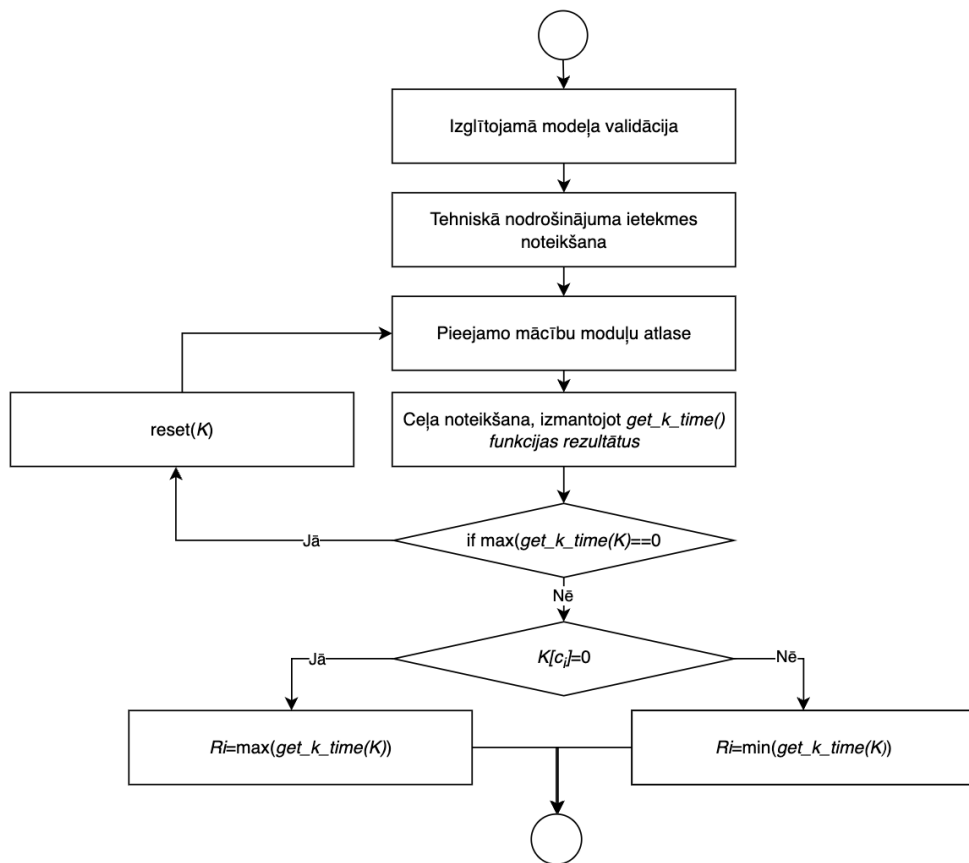 Izglītojamā modeļa validācija
Tehniskā nodrošinājuma ietekmes
noteikšana
Pieejamo mācību moduļu atlase
reset(K)
Ceļa noteikšana, izmantojot get_k_time()
funkcijas rezultātus
Jā
if max(get_k_time(K)==0
Nē
Jā
K[ci]=0
Nē
Ri=max(get_k_time(K))
Ri=min(get_k_time(K))